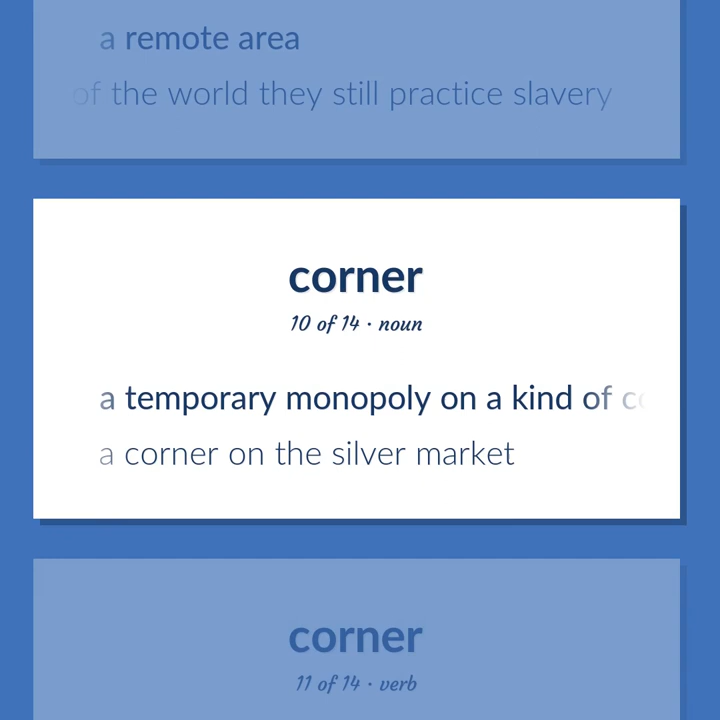 a remote area
of the world they still practice slavery
corner
10 of 14 · noun
a temporary monopoly on a kind of
a corner on the silver market
corner
11 of 14 · verb